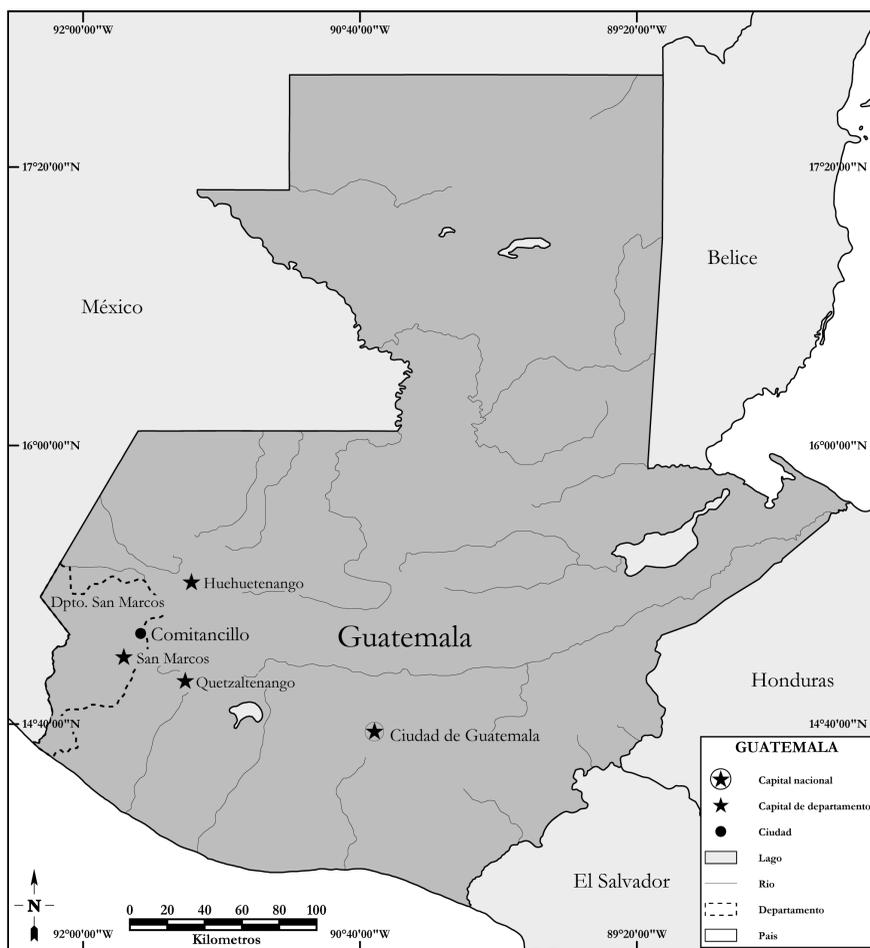 92°00'00"W
90°40'00"W
89°20'00"W
17°20'00"N
17°20'00"N
Belice
México
16°00'00"N
16°00'00"N
Huehuetenango
Dpto. San Marcos
Comitancillo
Guatemala
San Marcos
Quetzaltenango
Honduras
14°40'00"N
14°40'00"N
Ciudad de Guatemala
GUATEMALA
Capital nacional
Capital de departamento
Ciudad
Lago
Rio
Departamento
Pais
El Salvador
N
0 20 40 60 80 100
Kilometros
92°00'00"W
90°40'00"W
89°20'00"W